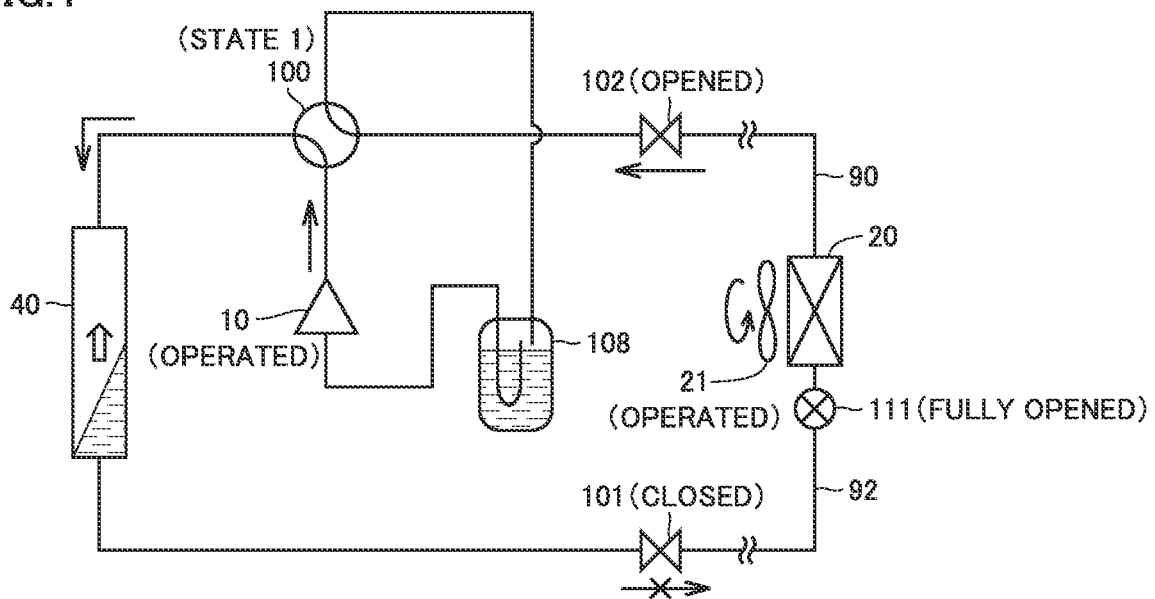 (STATE 1)
100
102(OPENED)
90
20
40
10
(OPERATED)
108
21
(OPERATED)
111(FULLY OPENED)
101(CLOSED)
92